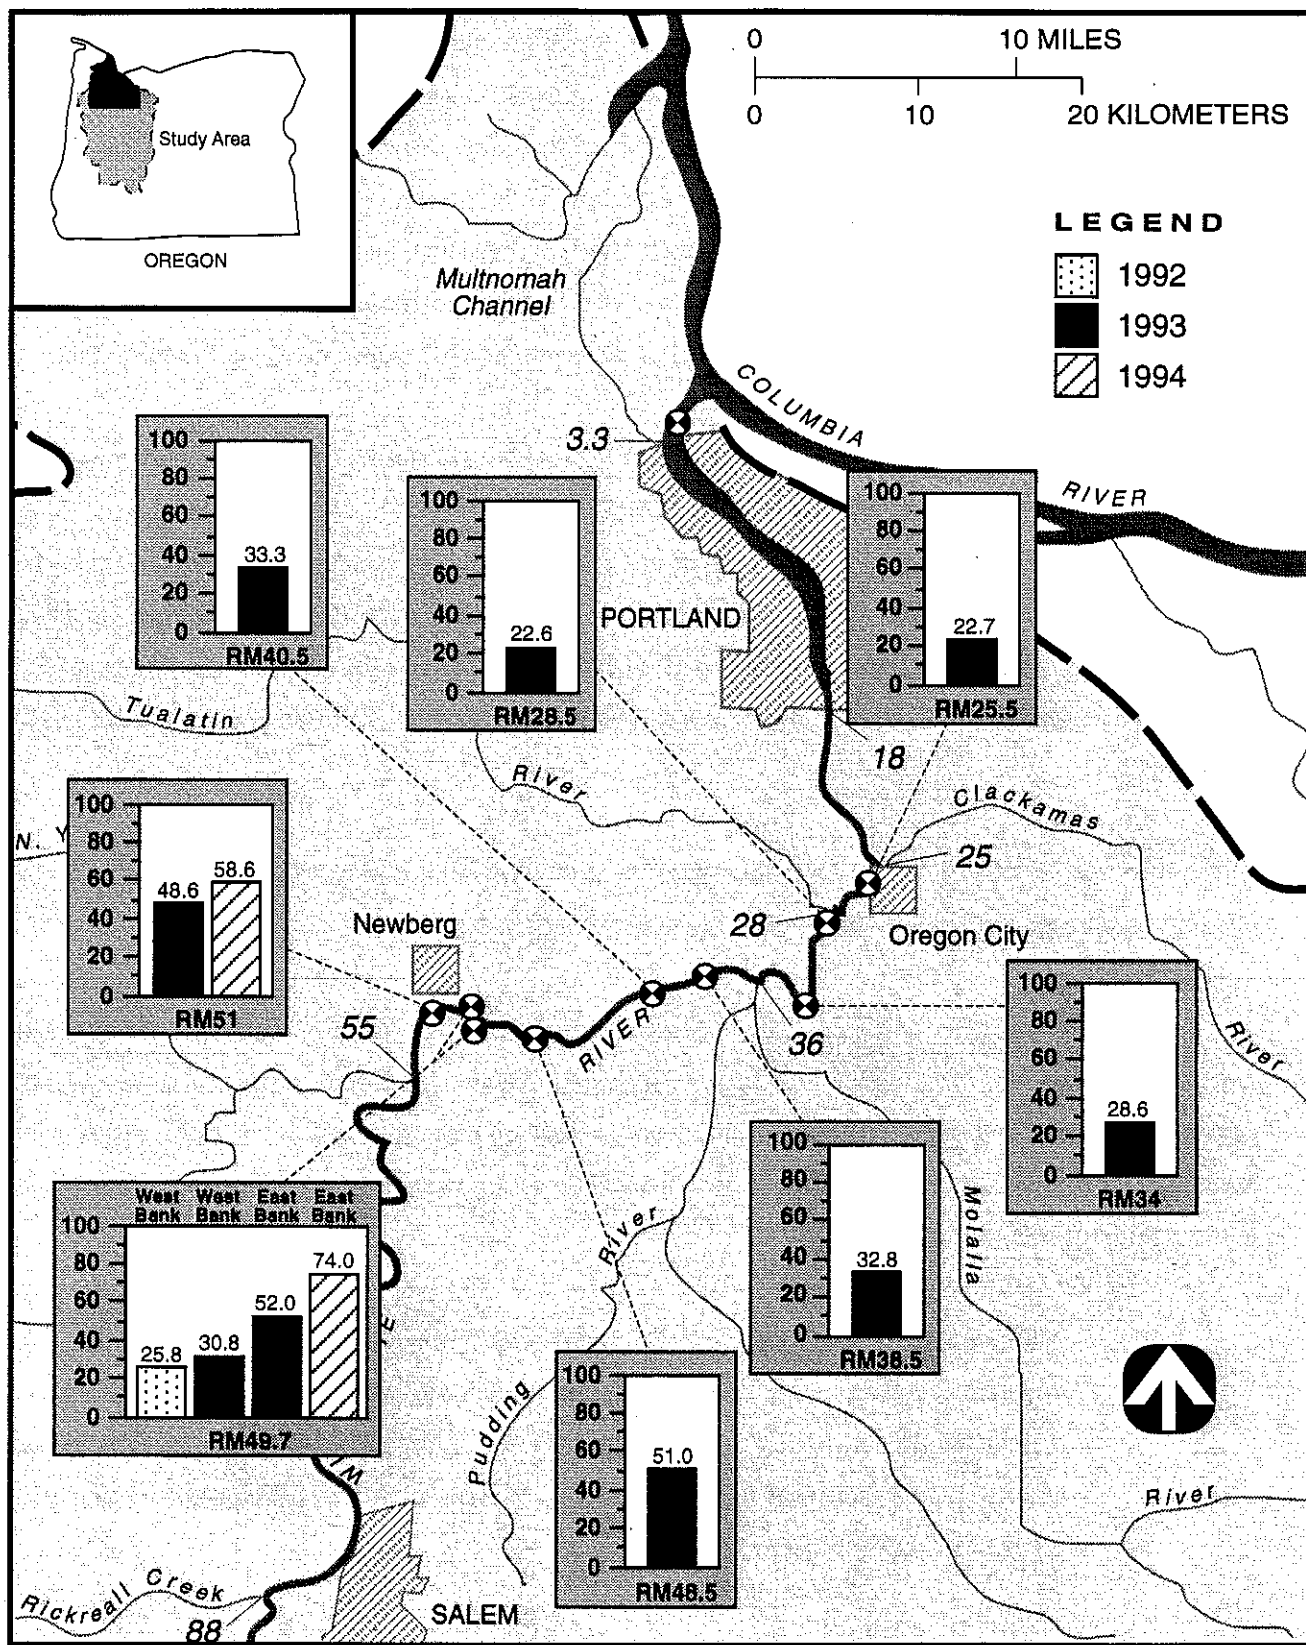 0 10 MILES
0 10 20 KILOMETERS
Study Area
OREGON
LEGEND
1992
1993
1994
Multnomah
Channel
COLUMBIA
RIVER
3.3
100
80
60
40
20
0
33.3
RM40.5
100
80
60
40
20
0
22.6
RM28.5
PORTLAND
100
80
60
40
20
0
22.7
RM25.5
Tualatin
River
18
Clackamas
River
25
28
Oregon City
N. Y
100
80
60
40
20
0
48.6
58.6
RM51
Newberg
55
RIVER
36
100
80
60
40
20
0
28.6
RM34
West Bank
West Bank
East Bank
East Bank
100
80
60
40
20
0
25.8
30.8
52.0
74.0
RM49.7
100
80
60
40
20
0
32.8
RM38.5
Molalla
River
Pudding
River
100
80
60
40
20
0
51.0
RM48.5
Rickreall Creek
88
SALEM